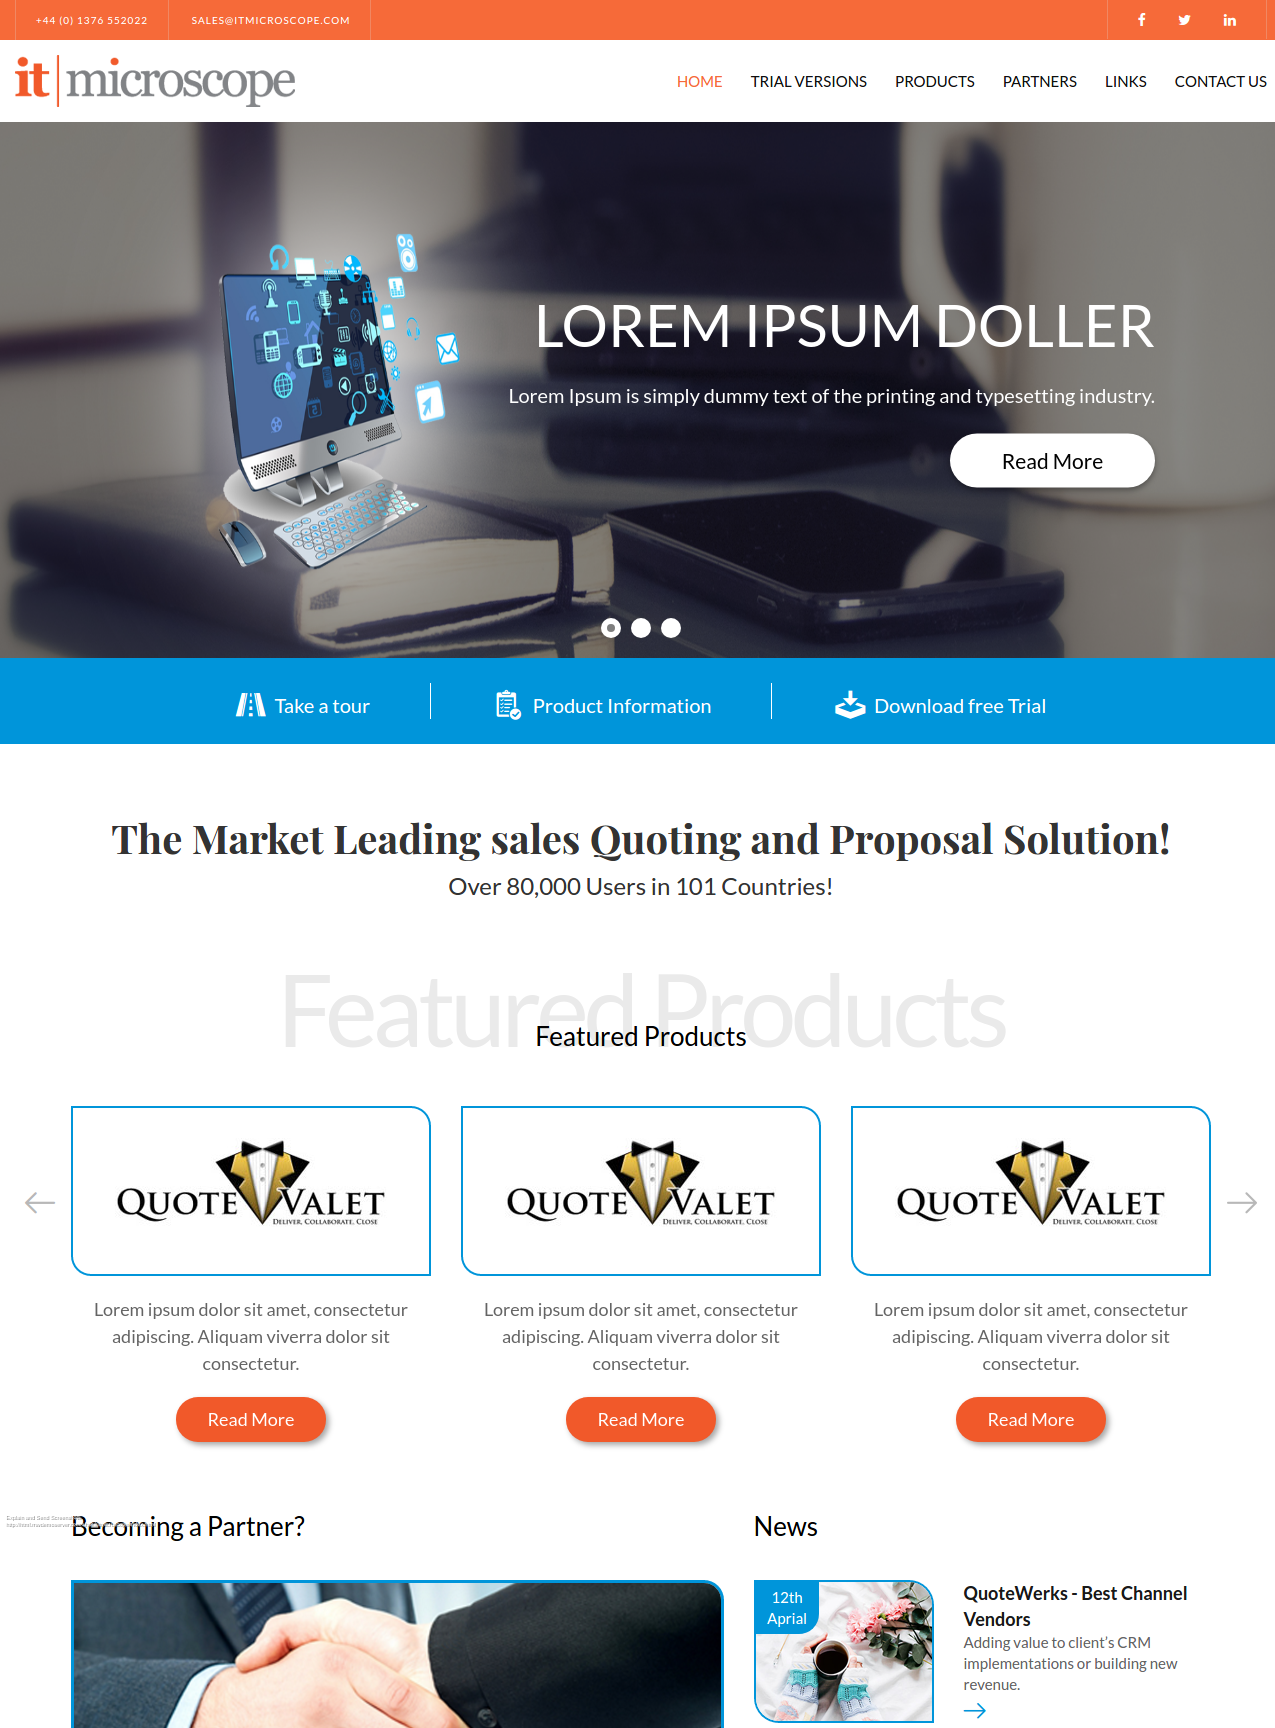 +44 (0) 1376 552022
SALES@ITMICROSCOPE.COM
it microscope
HOME
TRIAL VERSIONS
PRODUCTS
PARTNERS
LINKS
CONTACT US
LOREM IPSUM DOLLER
Lorem Ipsum is simply dummy text of the printing and typesetting industry.
Read More
Take a tour
Product Information
Download free Trial
The Market Leading sales Quoting and Proposal Solution!
Over 80,000 Users in 101 Countries!
Featured Products
Featured Products
QUOTE VALET
DELIVER, COLLABORATE, CLOSE
QUOTE VALET
DELIVER, COLLABORATE, CLOSE
QUOTE VALET
DELIVER, COLLABORATE, CLOSE
Lorem ipsum dolor sit amet, consectetur
adipiscing. Aliquam viverra dolor sit
consectetur.
Lorem ipsum dolor sit amet, consectetur
adipiscing. Aliquam viverra dolor sit
consectetur.
Lorem ipsum dolor sit amet, consectetur
adipiscing. Aliquam viverra dolor sit
consectetur.
Read More
Read More
Read More
Explain and Send Screenshots
Becoming a Partner?
News
12th
Aprial
QuoteWerks - Best Channel
Vendors
Adding value to client's CRM
implementations or building new
revenue.